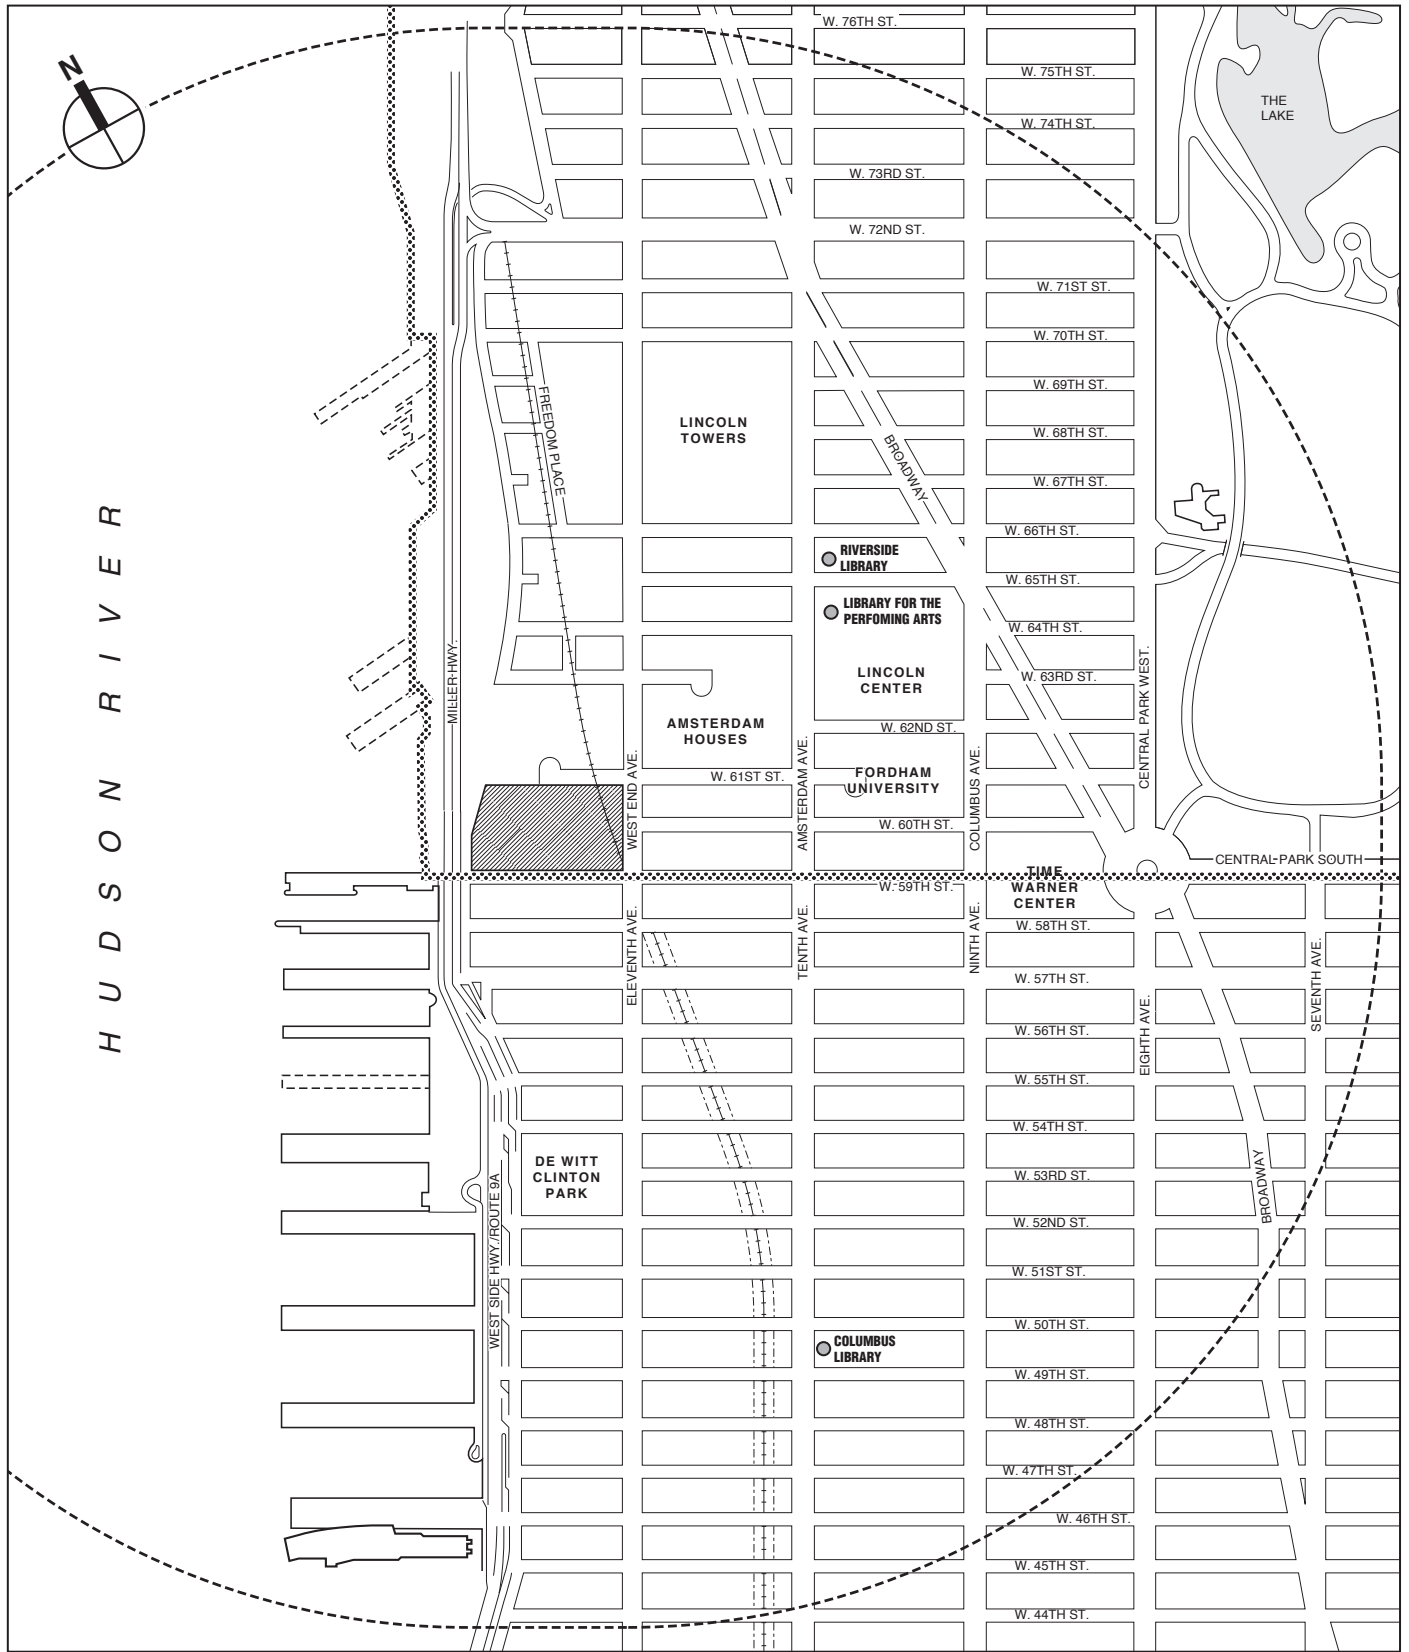 W. 76TH ST.
N
W. 75TH ST.
THE
LAKE
W. 74TH ST.
W. 73RD ST.
W. 72ND ST.
W. 71ST ST.
W. 70TH ST.
W. 69TH ST.
FREEDOM PLACE
LINCOLN
TOWERS
W. 68TH ST.
BROADWAY
W. 67TH ST.
W. 66TH ST.
HUDSON RIVER
RIVERSIDE
LIBRARY
W. 65TH ST.
LIBRARY FOR THE
PERFOMING ARTS
W. 64TH ST.
MILLER HWY.
LINCOLN
CENTER
W. 63RD ST.
CENTRAL PARK WEST.
AMSTERDAM
HOUSES
W. 62ND ST.
WEST END AVE.
W. 61ST ST.
AMSTERDAM AVE.
FORDHAM
UNIVERSITY
COLUMBUS AVE.
W. 60TH ST.
CENTRAL PARK SOUTH
TIME
WARNER
CENTER
W. 59TH ST.
W. 58TH ST.
ELEVENTH AVE.
TENTH AVE.
NINTH AVE.
W. 57TH ST.
EIGHTH AVE.
SEVENTH AVE.
W. 56TH ST.
W. 55TH ST.
W. 54TH ST.
DE WITT
CLINTON
PARK
W. 53RD ST.
BROADWAY
WEST SIDE HWY./ROUTE 9A
W. 52ND ST.
W. 51ST ST.
W. 50TH ST.
COLUMBUS
LIBRARY
W. 49TH ST.
W. 48TH ST.
W. 47TH ST.
W. 46TH ST.
W. 45TH ST.
W. 44TH ST.